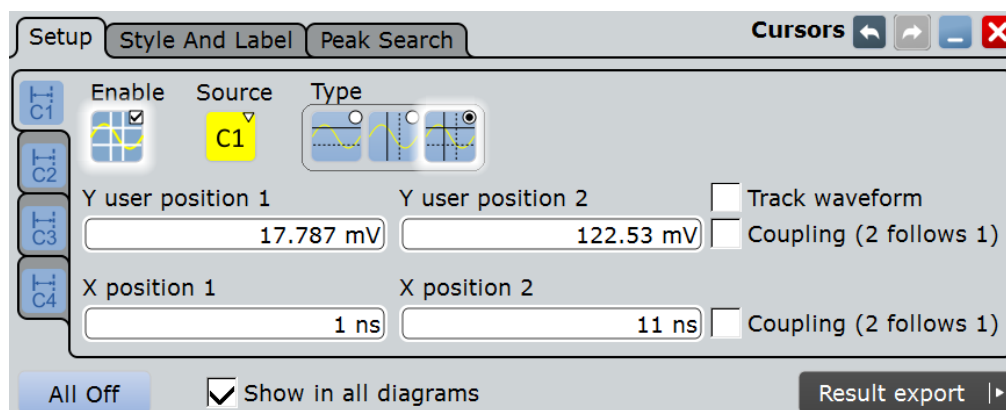 Setup Style And Label Peak Search Cursors
C1 Enable Source Type
C1
C2
Y user position 1 Y user position 2 Track waveform
C3 17.787 mV 122.53 mV Coupling (2 follows 1)
C4 X position 1 X position 2
1 ns 11 ns Coupling (2 follows 1)
All Off Show in all diagrams Result export